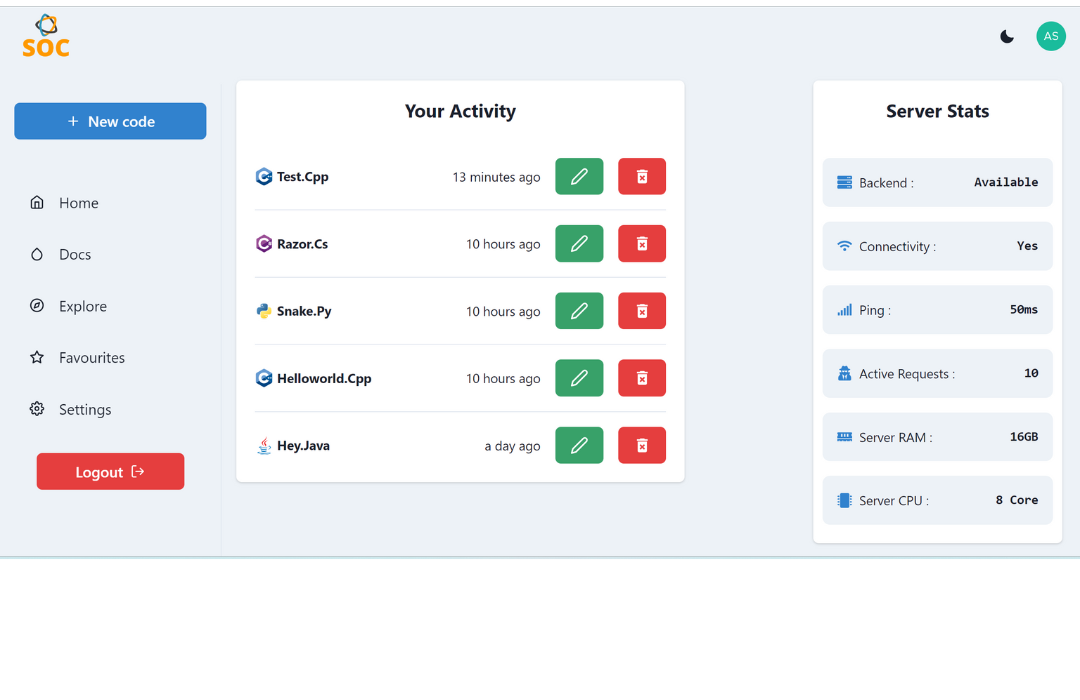 SOC
AS
+ New code
Home
Docs
Explore
Favourites
Settings
Logout
Your Activity
Test.Cpp 13 minutes ago
Razor.Cs 10 hours ago
Snake.Py 10 hours ago
Helloworld.Cpp 10 hours ago
Hey.Java a day ago
Server Stats
Backend : Available
Connectivity : Yes
Ping : 50ms
Active Requests : 10
Server RAM : 16GB
Server CPU : 8 Core